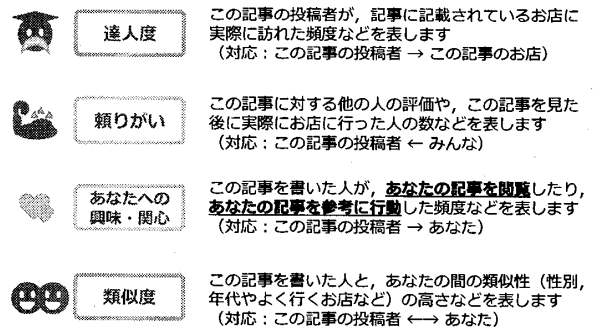 達人度
この記事の投稿者が，記事に記載されているお店に
実際に訪れた頻度などを表します
（対応：この記事の投稿者 → この記事のお店）
頼りがい
この記事に対する他の人の評価や，この記事を見た
後に実際にお店に行った人の数などを表します
（対応：この記事の投稿者 ← みんな）
あなたへの
興味・関心
この記事を書いた人が，あなたの記事を閲覧したり，
あなたの記事を参考に行動した頻度などを表します
（対応：この記事の投稿者 → あなた）
類似度
この記事を書いた人と，あなたの間の類似性（性別，
年代やよく行くお店など）の高さなどを表します
（対応：この記事の投稿者 ←→ あなた）